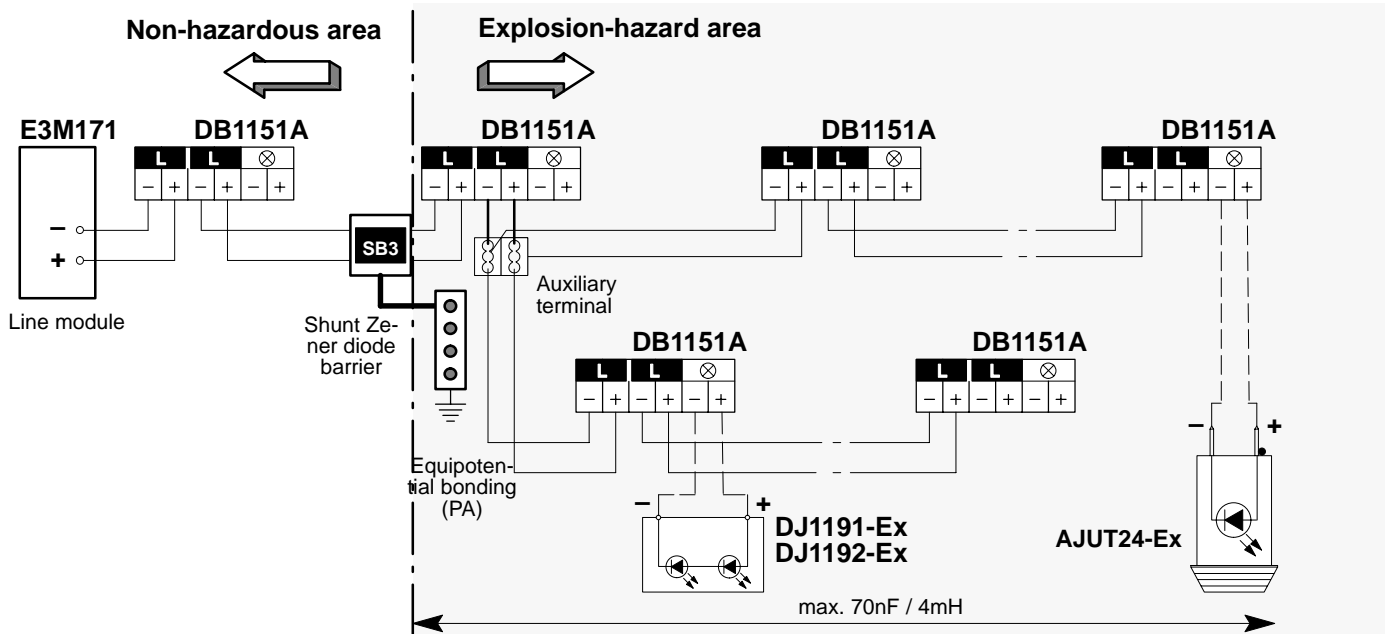 Non-hazardous area
Explosion-hazard area
E3M171
DB1151A
DB1151A
DB1151A
DB1151A
L L ⊗
− + − + − +
L L ⊗
− + − + − +
L L ⊗
− + − + − +
L L ⊗
− + − + − +
−
+
SB3
Line module
Shunt Ze-
ner diode
barrier
Auxiliary
terminal
DB1151A
DB1151A
L L ⊗
− + − + − +
L L ⊗
− + − + − +
Equipoten-
tial bonding
(PA)
− +
DJ1191-Ex
DJ1192-Ex
− +
AJUT24-Ex
max. 70nF / 4mH